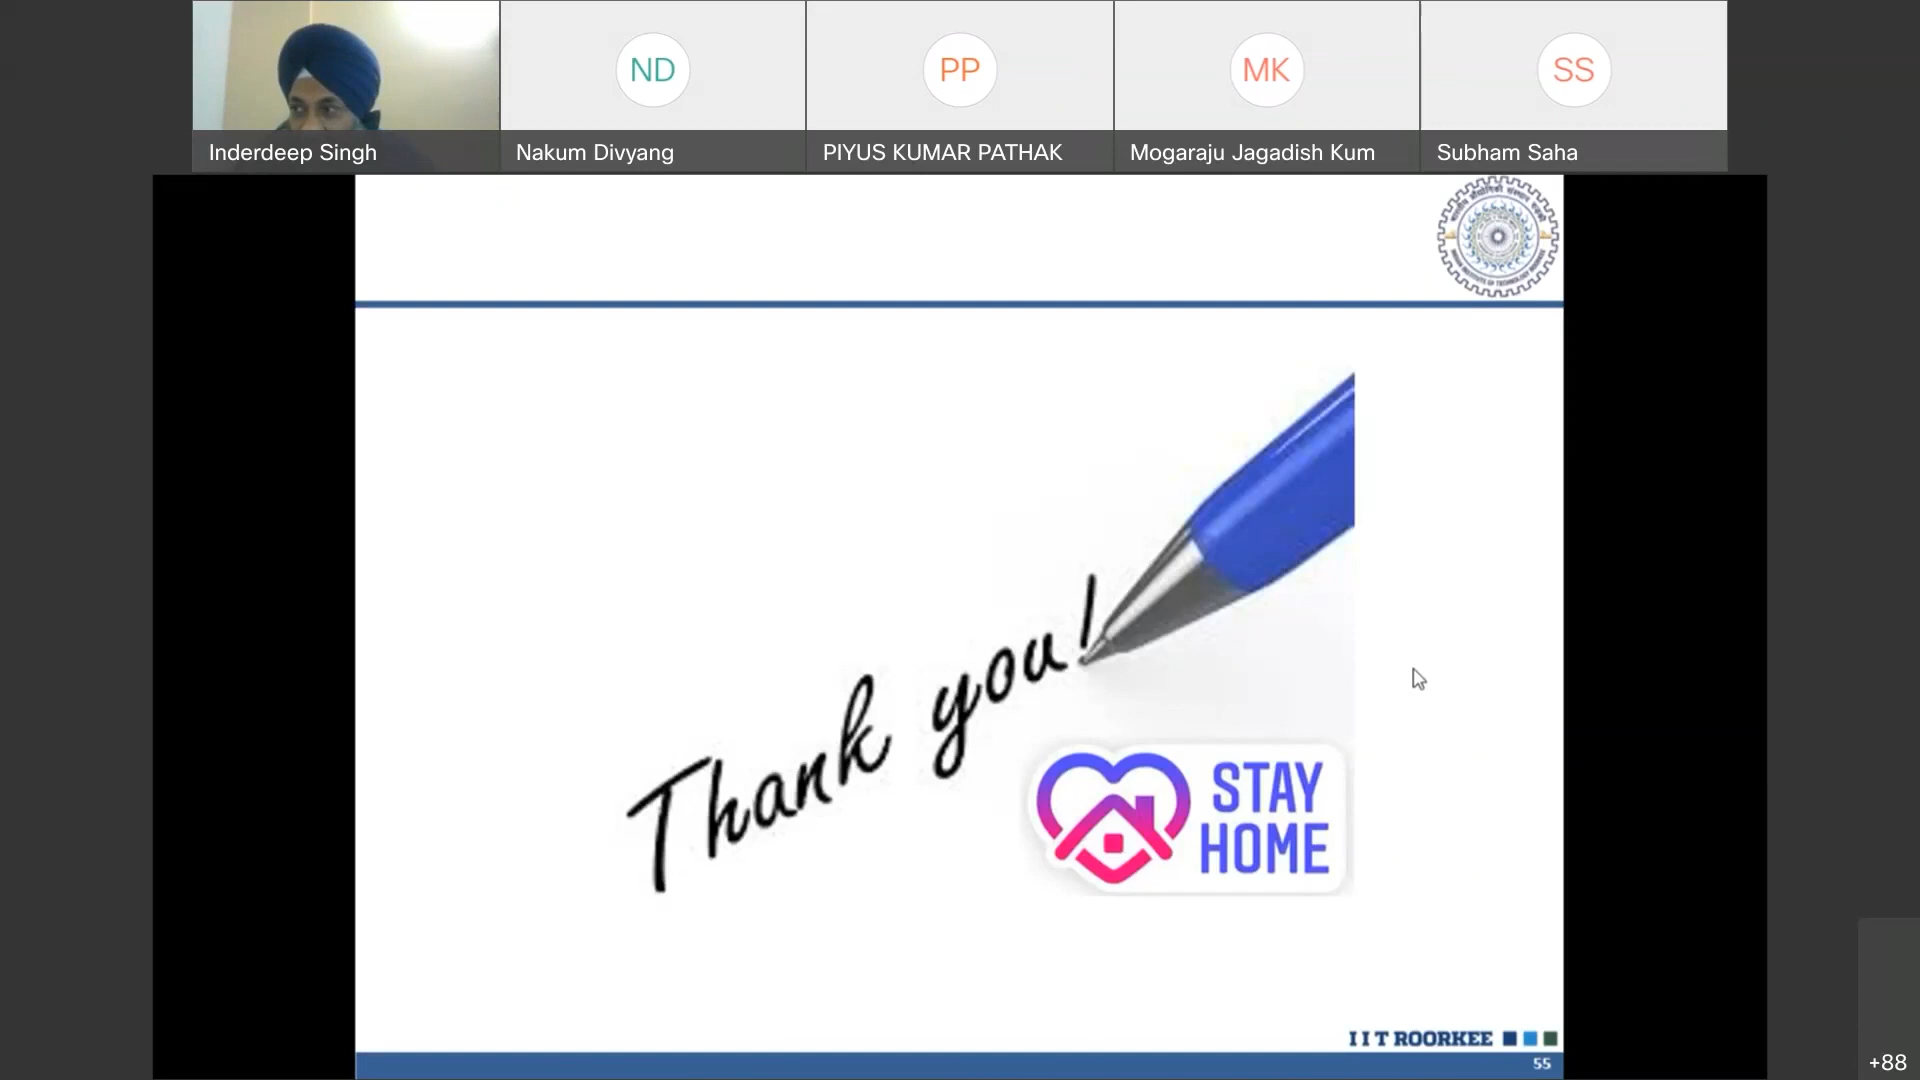 ND
PP
MK
SS
Inderdeep Singh
Nakum Divyang
PIYUS KUMAR PATHAK
Mogaraju Jagadish Kum
Subham Saha
Thank you!
STAY
HOME
I I T ROORKEE
55
+88